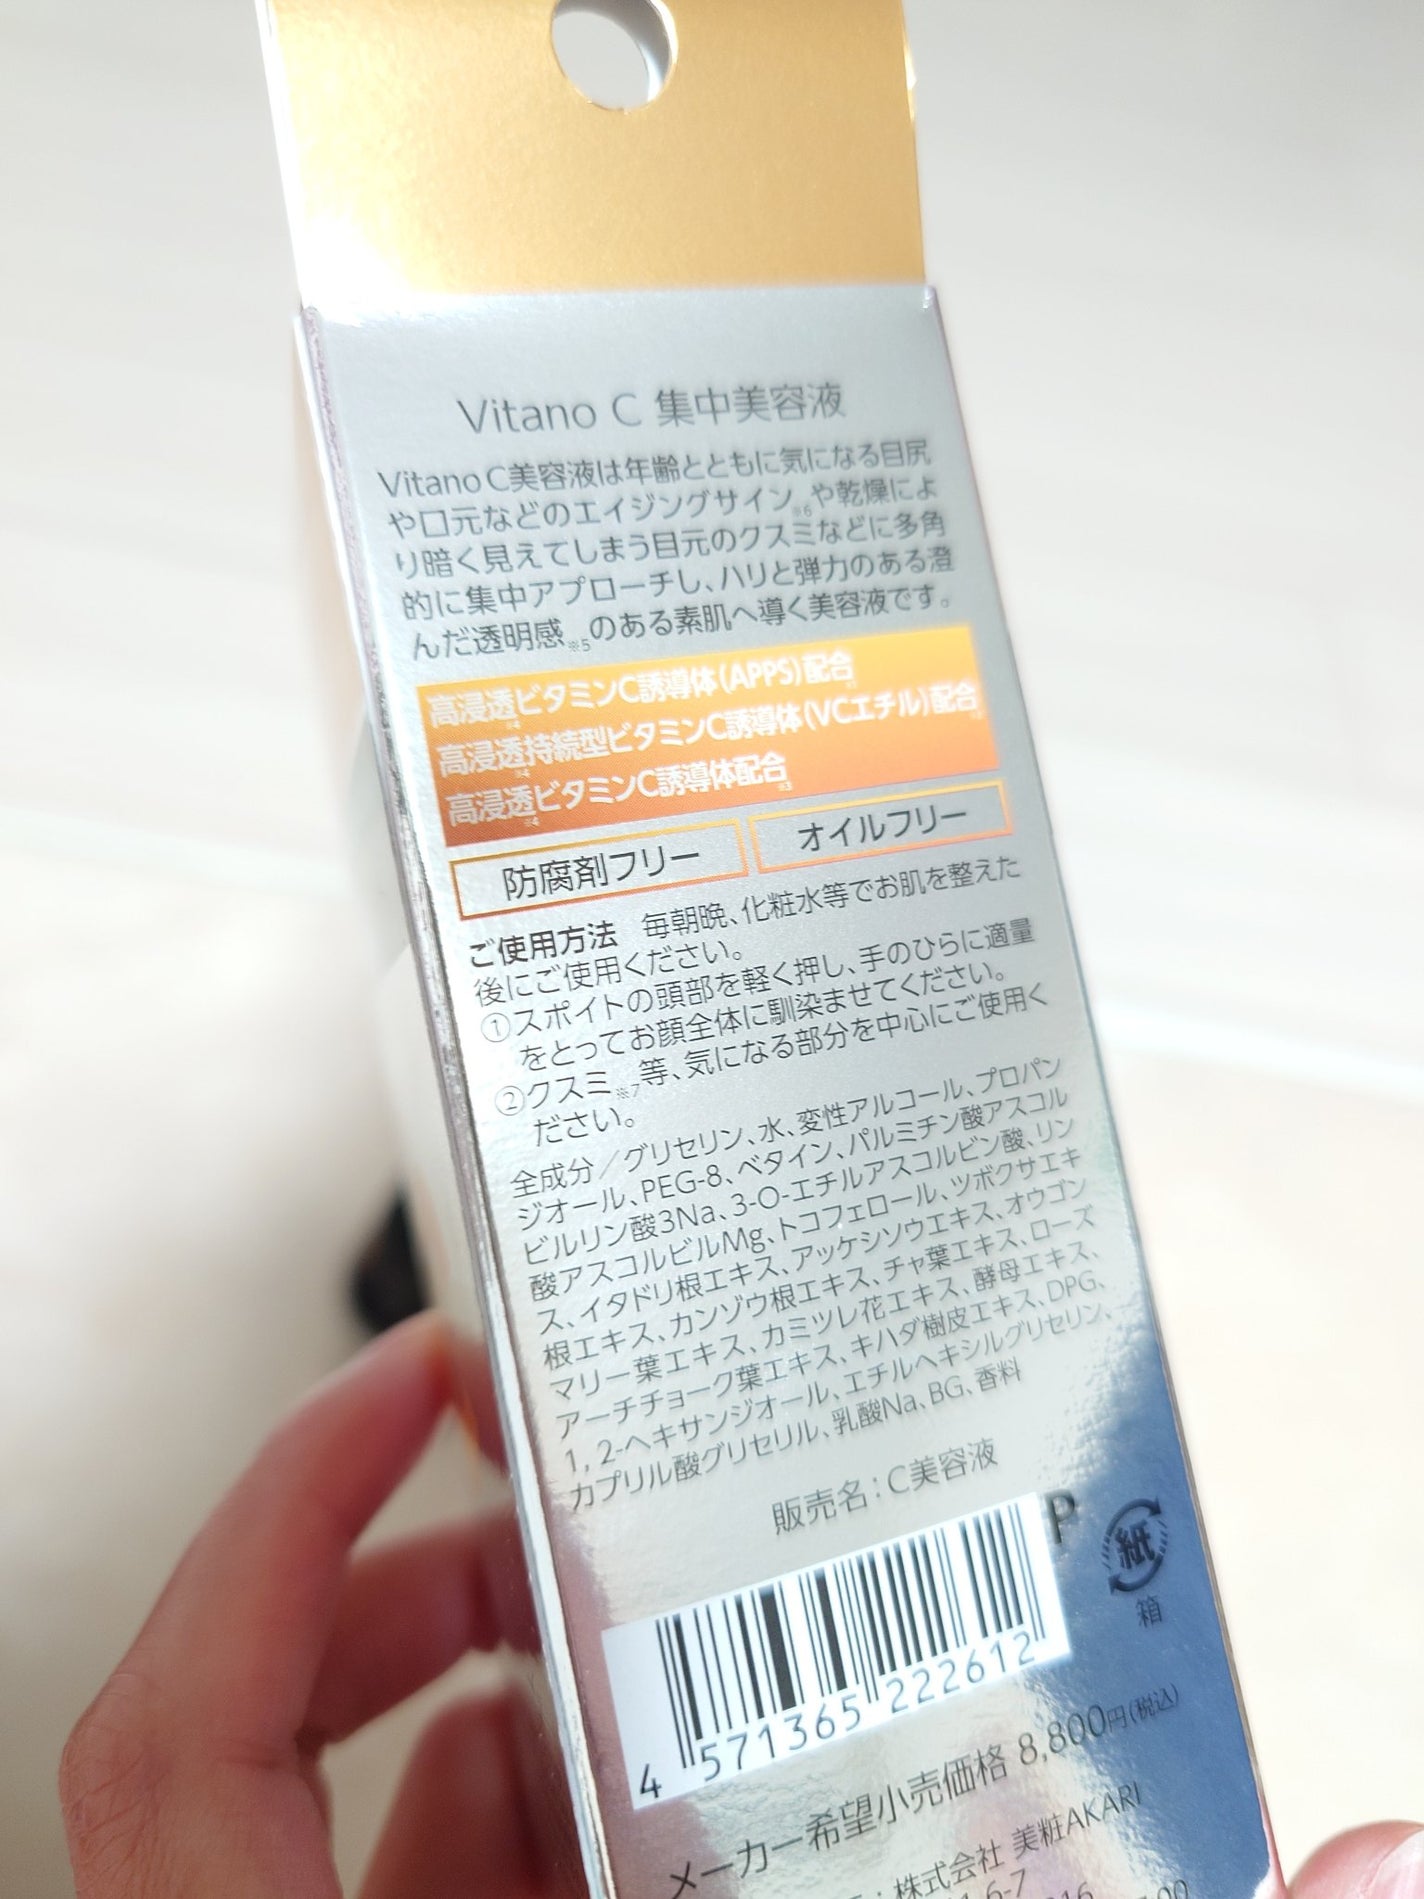 Vitano C 集中美容液
Vitano C美容液は年齢とともに気になる目尻
や口元などのエイジングサイン※6や乾燥によ
り暗く見えてしまう目元のクスミなどに多角
的に集中アプローチし、ハリと弾力のある澄
んだ透明感※5のある素肌へ導く美容液です。
高浸透※4ビタミンC誘導体(APPS)配合※1
高浸透※4持続型ビタミンC誘導体(VCエチル)配合※2
高浸透※4ビタミンC誘導体配合※3
防腐剤フリー オイルフリー
ご使用方法 毎朝晩、化粧水等でお肌を整えた
後にご使用ください。
①スポイトの頭部を軽く押し、手のひらに適量
をとってお顔全体に馴染ませてください。
②クスミ※7等、気になる部分を中心にご使用く
ださい。
全成分／グリセリン、水、変性アルコール、プロパン
ジオール、PEG-8、ベタイン、パルミチン酸アスコル
ビルリン酸3Na、3-O-エチルアスコルビン酸、リン
酸アスコルビルMg、トコフェロール、ツボクサエキ
ス、イタドリ根エキス、アッケシソウエキス、オウゴン
根エキス、カンゾウ根エキス、チャ葉エキス、ローズ
マリー葉エキス、カミツレ花エキス、酵母エキス、
アーチチョーク葉エキス、キハダ樹皮エキス、DPG、
1, 2-ヘキサンジオール、エチルヘキシルグリセリン、
カプリル酸グリセリル、乳酸Na、BG、香料
販売名：C美容液
P
紙
箱
4 571365 222612
メーカー希望小売価格 8,800円(税込)
：株式会社 美粧AKARI
6-7